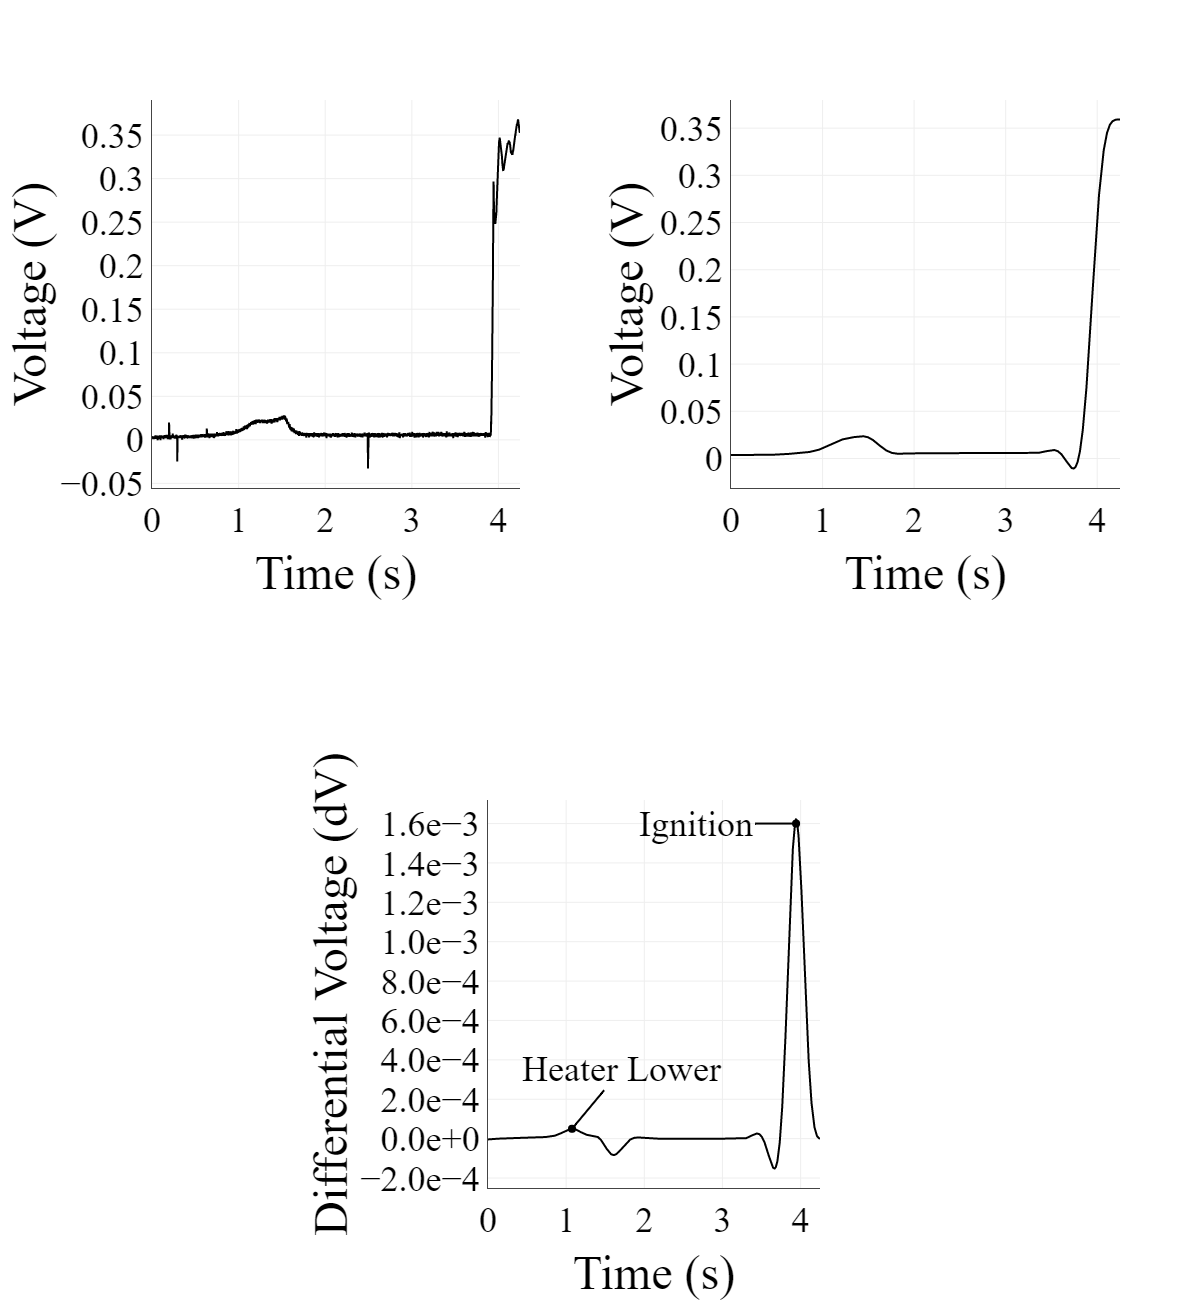 Voltage (V)
0.35
0.3
0.25
0.2
0.15
0.1
0.05
0
−0.05
0 1 2 3 4
Time (s)
Voltage (V)
0.35
0.3
0.25
0.2
0.15
0.1
0.05
0
0 1 2 3 4
Time (s)
Differential Voltage (dV)
1.6e−3
1.4e−3
1.2e−3
1.0e−3
8.0e−4
6.0e−4
4.0e−4
2.0e−4
0.0e+0
−2.0e−4
Ignition
Heater Lower
0 1 2 3 4
Time (s)